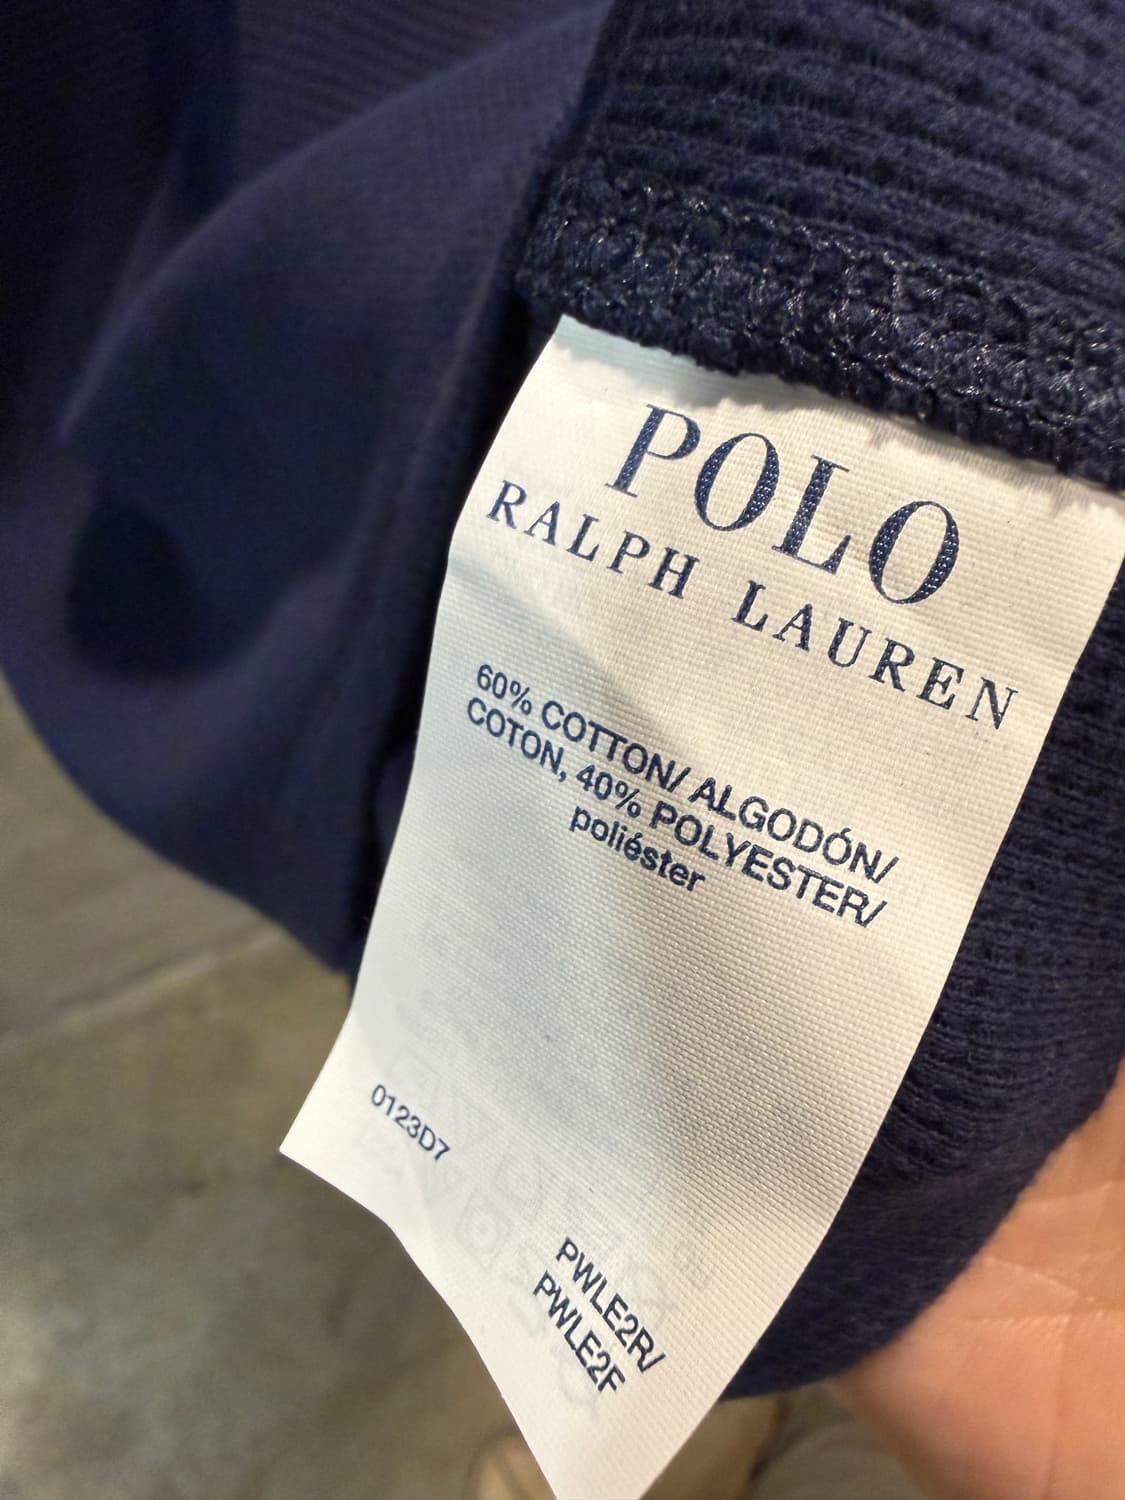 POLO
RALPH LAUREN
60% COTTON/ ALGODÓN/
COTON, 40% POLYESTER/
poliéster
0123D7
PWLE2R/
PWLE2F